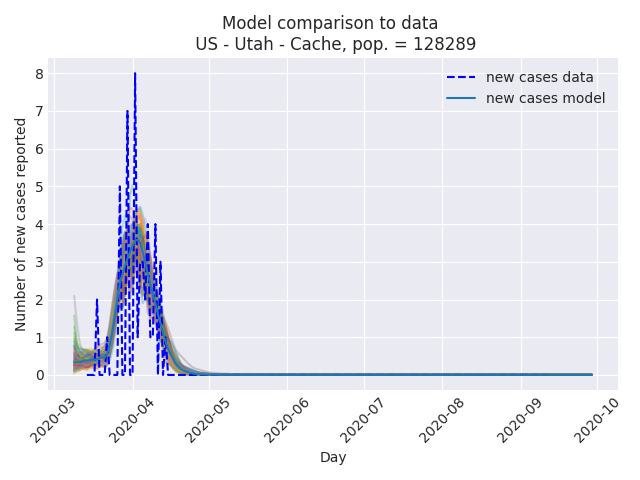 Model comparison to data
US - Utah - Cache, pop. = 128289
new cases data
new cases model
Number of new cases reported
8
7
6
5
4
3
2
1
0
2020-03
2020-04
2020-05
2020-06
2020-07
2020-08
2020-09
2020-10
Day